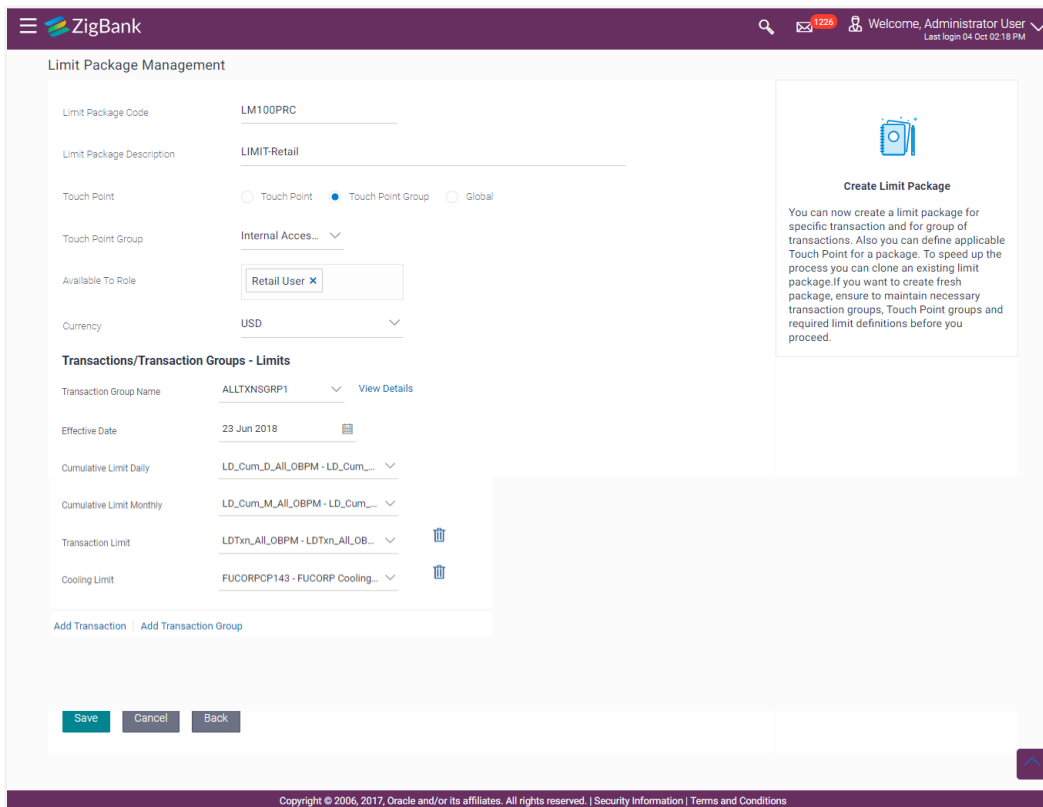 ZigBank
1226
Welcome, Administrator User
Last login 04 Oct 02:18 PM
Limit Package Management
Limit Package Code
LM100PRC
Limit Package Description
LIMIT-Retail
Touch Point
Touch Point
Touch Point Group
Global
Touch Point Group
Internal Acces...
Available To Role
Retail User ×
Currency
USD
Transactions/Transaction Groups - Limits
Transaction Group Name
ALLTXNSGRP1
View Details
Effective Date
23 Jun 2018
Cumulative Limit Daily
LD_Cum_D_All_OBPM - LD_Cum_...
Cumulative Limit Monthly
LD_Cum_M_All_OBPM - LD_Cum_...
Transaction Limit
LDTxn_All_OBPM - LDTxn_All_OB...
Cooling Limit
FUCORPCP143 - FUCORP Cooling...
Add Transaction | Add Transaction Group
Save
Cancel
Back
Create Limit Package
You can now create a limit package for
specific transaction and for group of
transactions. Also you can define applicable
Touch Point for a package. To speed up the
process you can clone an existing limit
package.If you want to create fresh
package, ensure to maintain necessary
transaction groups, Touch Point groups and
required limit definitions before you
proceed.
Copyright © 2006, 2017, Oracle and/or its affiliates. All rights reserved. | Security Information | Terms and Conditions